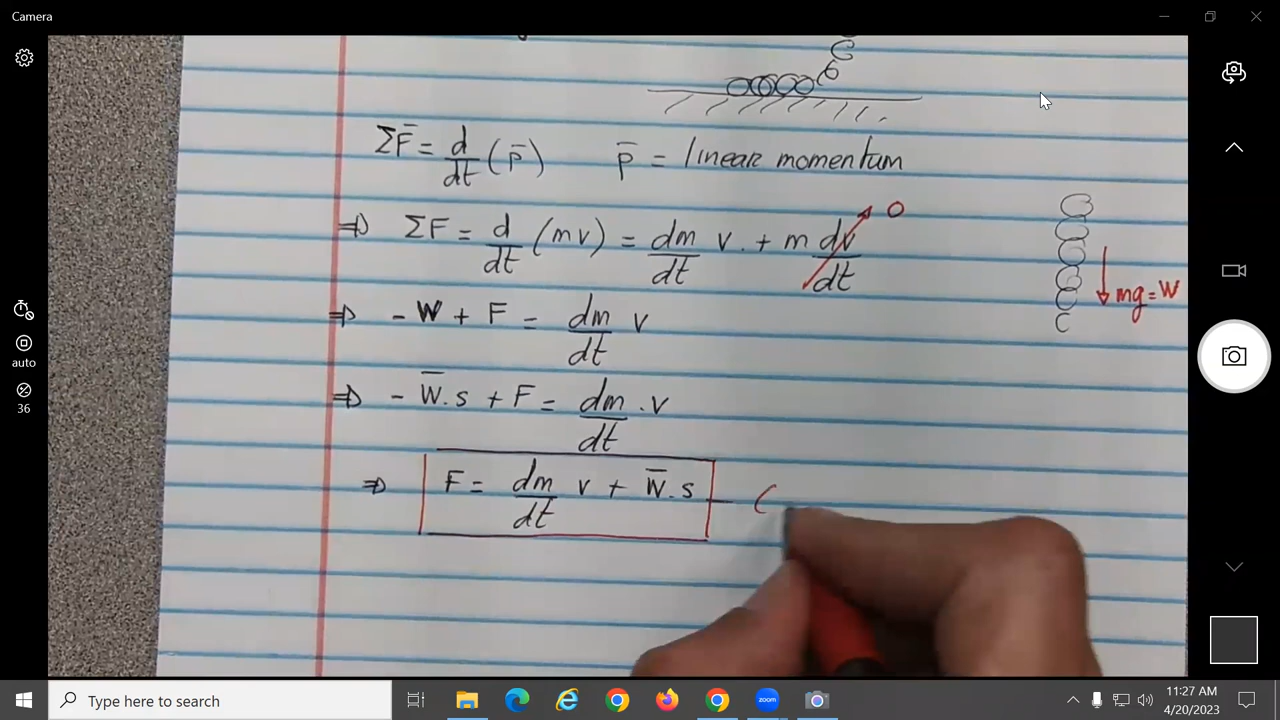 Camera
ΣF̄ = d/dt (p̄) p̄ = linear momentum
⇒ ΣF = d/dt (mv) = dm/dt v. + m dv/dt 0
mg = W
⇒ - W + F = dm/dt v
⇒ - W̄.s + F = dm/dt . v
⇒ F = dm/dt v + W̄.s — (
auto
36
Type here to search
zoom
11:27 AM
4/20/2023